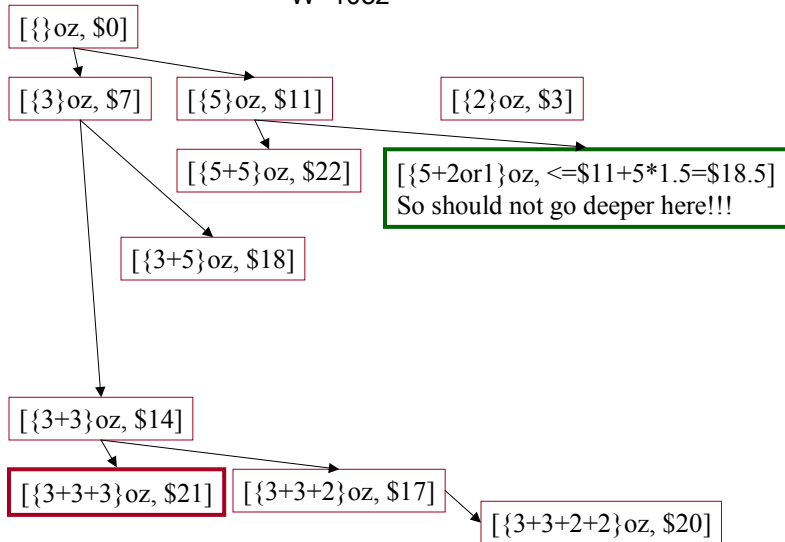 [{}oz, $0]
[{3}oz, $7]
[{5}oz, $11]
[{2}oz, $3]
[{5+5}oz, $22]
[{5+2or1}oz, <=$11+5*1.5=$18.5]
So should not go deeper here!!!
[{3+5}oz, $18]
[{3+3}oz, $14]
[{3+3+3}oz, $21]
[{3+3+2}oz, $17]
[{3+3+2+2}oz, $20]